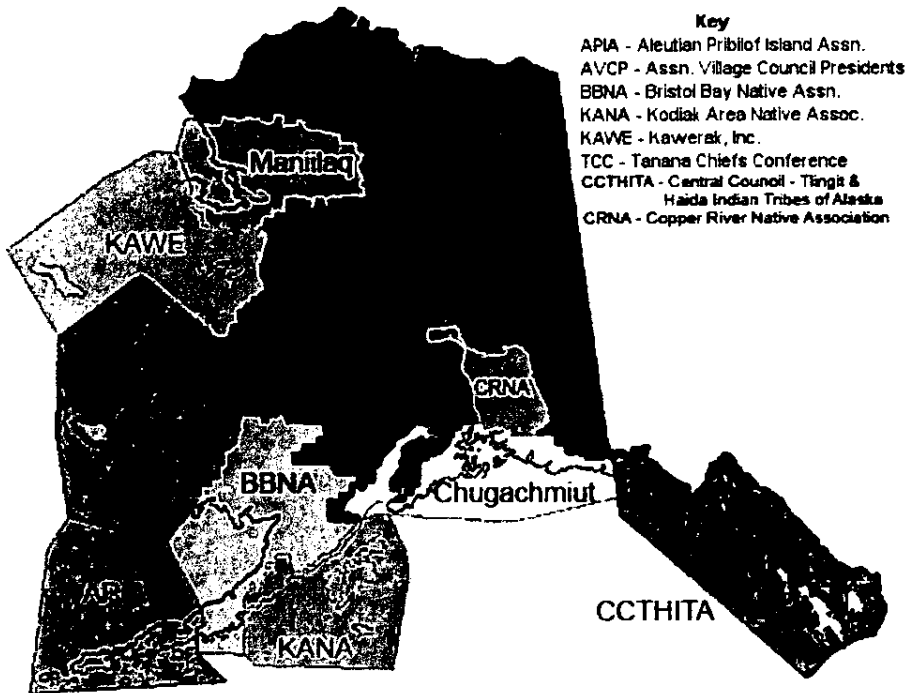 Key
APIA - Aleutian Pribilof Island Assn.
AVCP - Assn. Village Council Presidents
BBNA - Bristol Bay Native Assn.
KANA - Kodiak Area Native Assoc.
KAWE - Kawerak, Inc.
TCC - Tanana Chiefs Conference
CCTHITA - Central Council - Tlingit &
Haida Indian Tribes of Alaska
CRNA - Copper River Native Association
Maniilaq
KAWE
CRNA
BBNA
Chugachmiut
CCTHITA
KANA